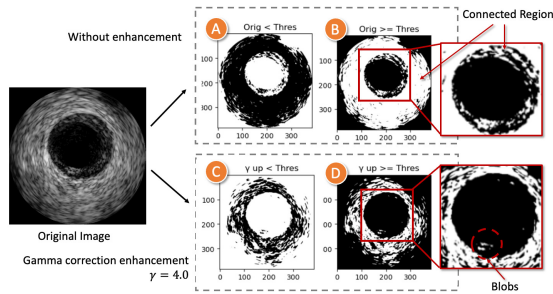 Connected Region
Without enhancement
A
Orig < Thres
B
Orig >= Thres
100
200
300
0 100 200 300
100
200
300
0 100 200 300
C
γ up < Thres
D
γ up >= Thres
100
200
00
0 100 200 300
100
200
00
0 100 200 300
Original Image
Gamma correction enhancement
γ = 4.0
Blobs